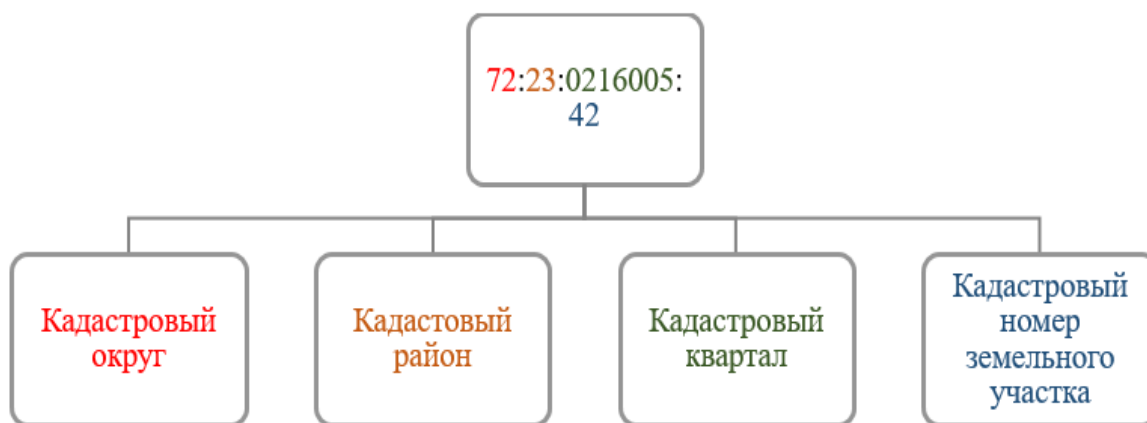 72:23:0216005:
42
Кадастровый
округ
Кадастовый
район
Кадастровый
квартал
Кадастровый
номер
земельного
участка